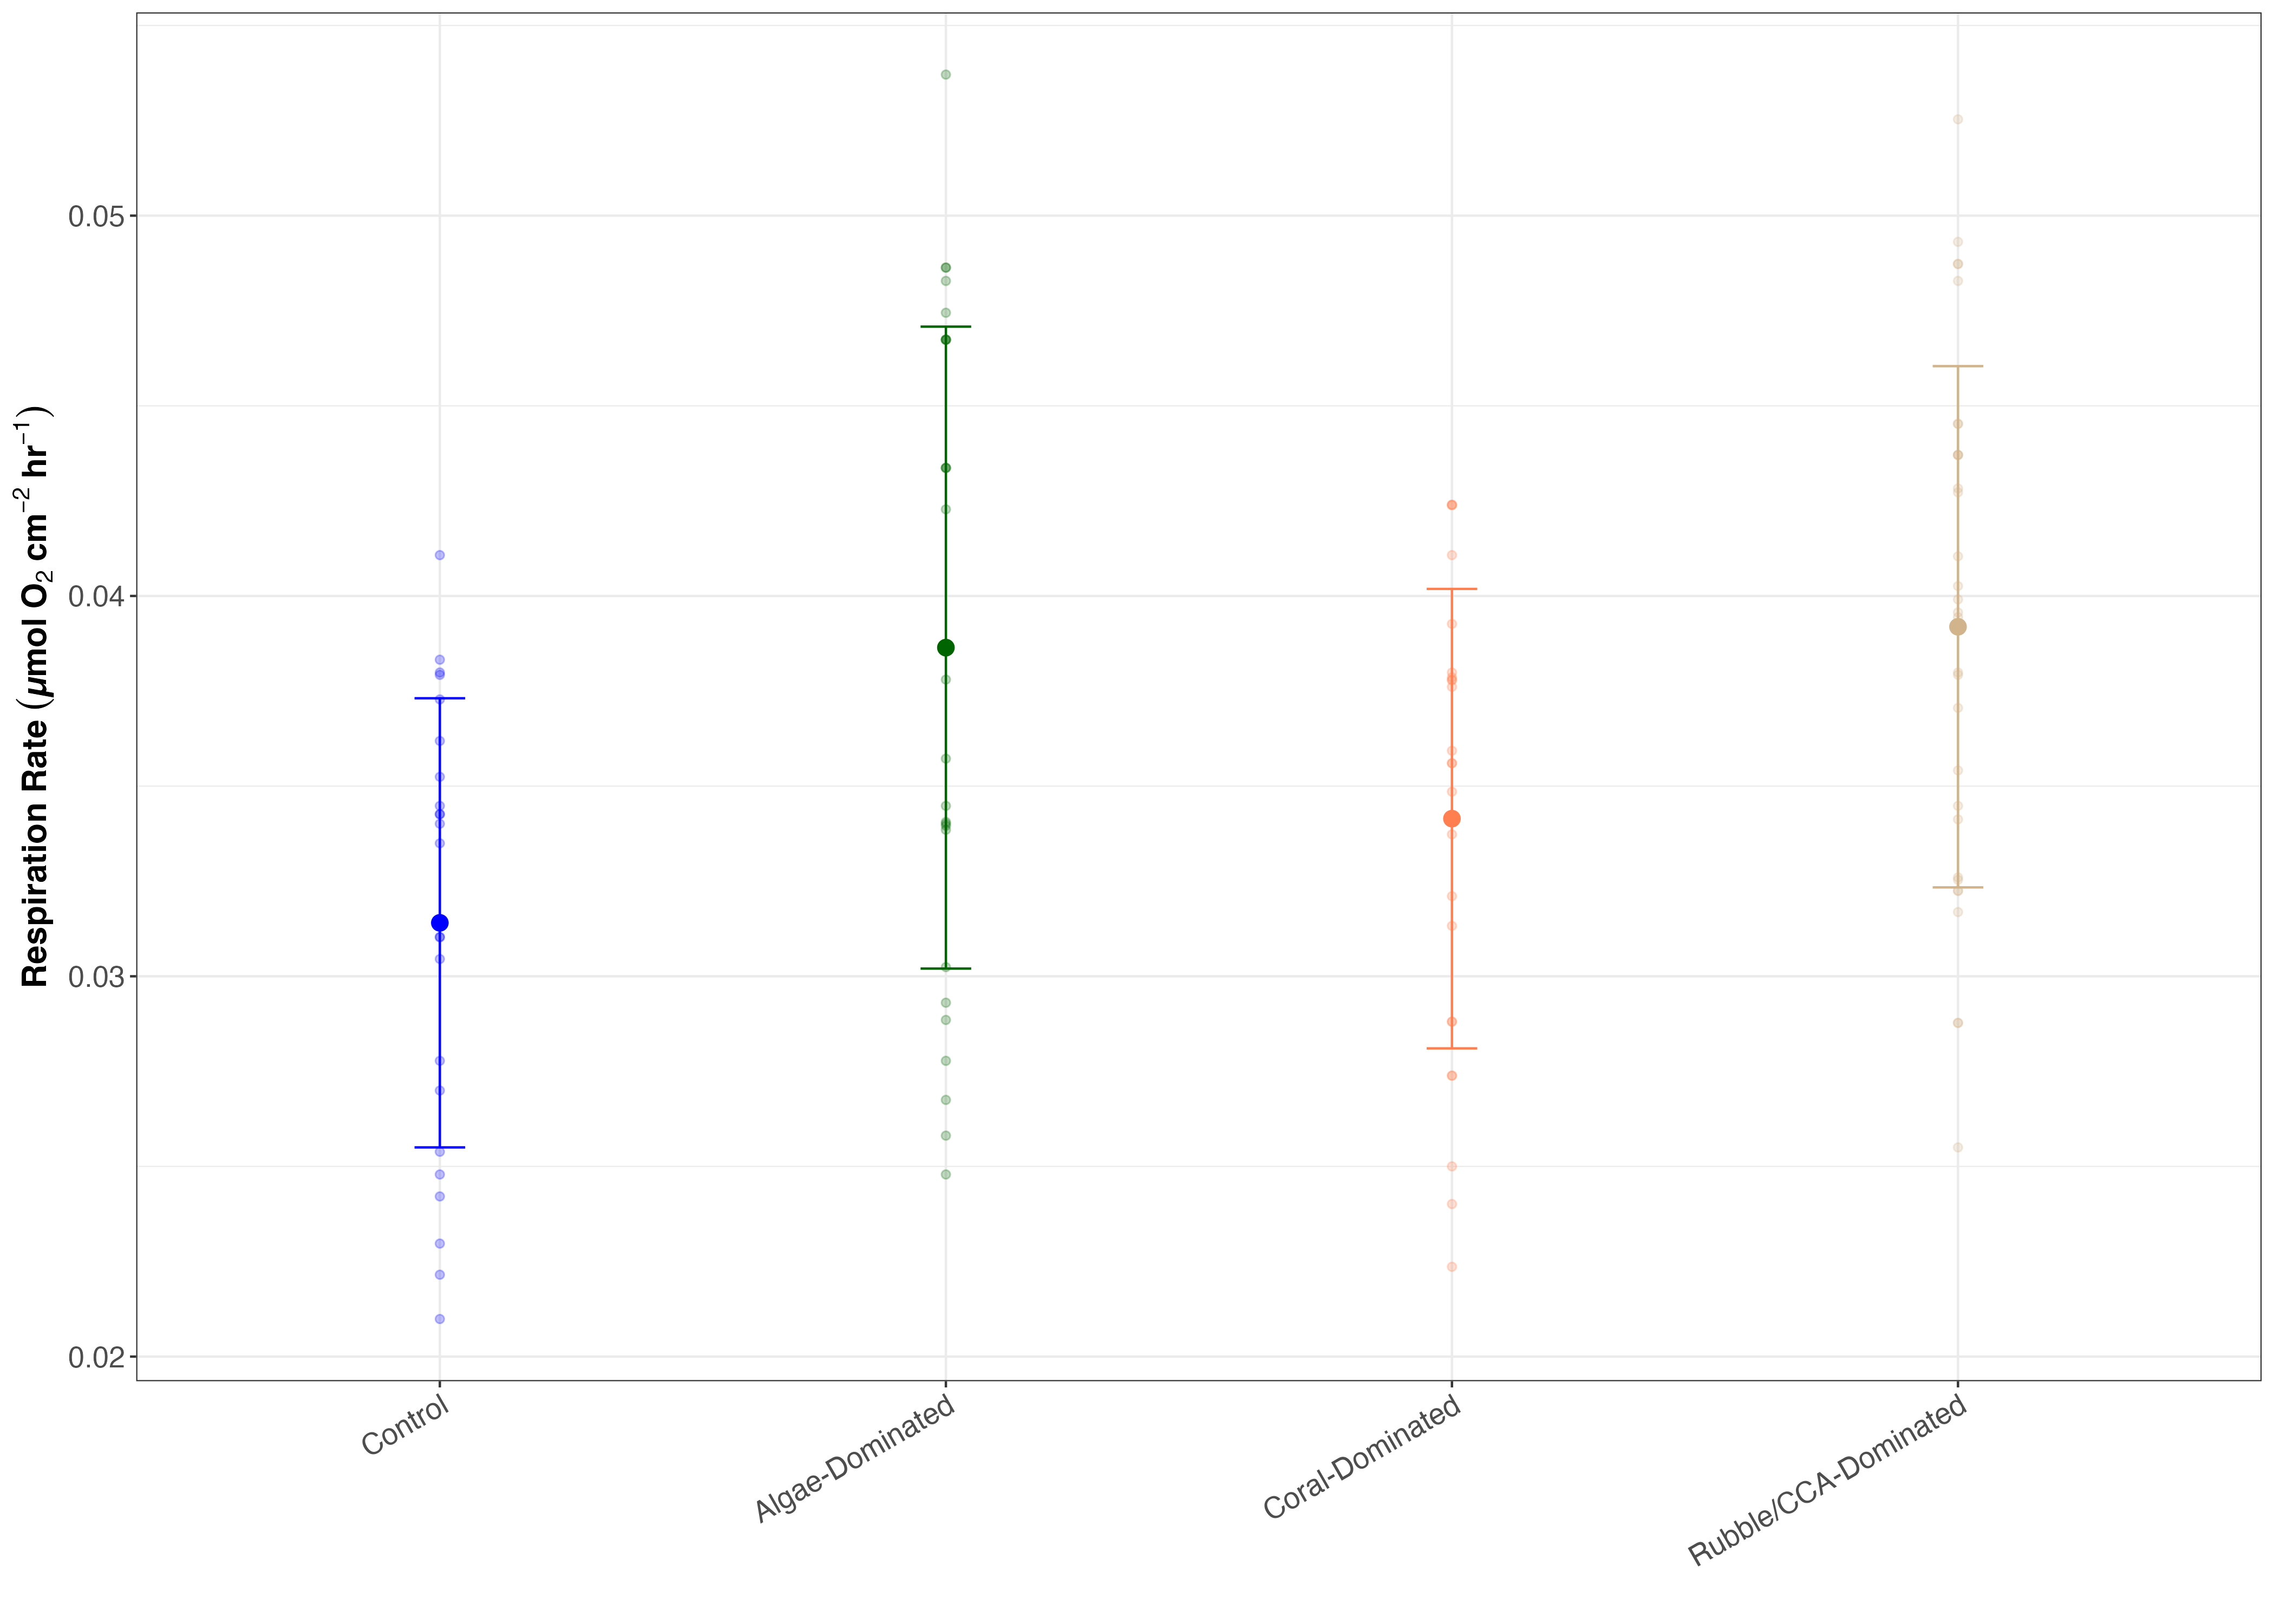 Respiration Rate (μmol O₂ cm⁻² hr⁻¹)
0.05
0.04
0.03
0.02
Control
Algae-Dominated
Coral-Dominated
Rubble/CCA-Dominated